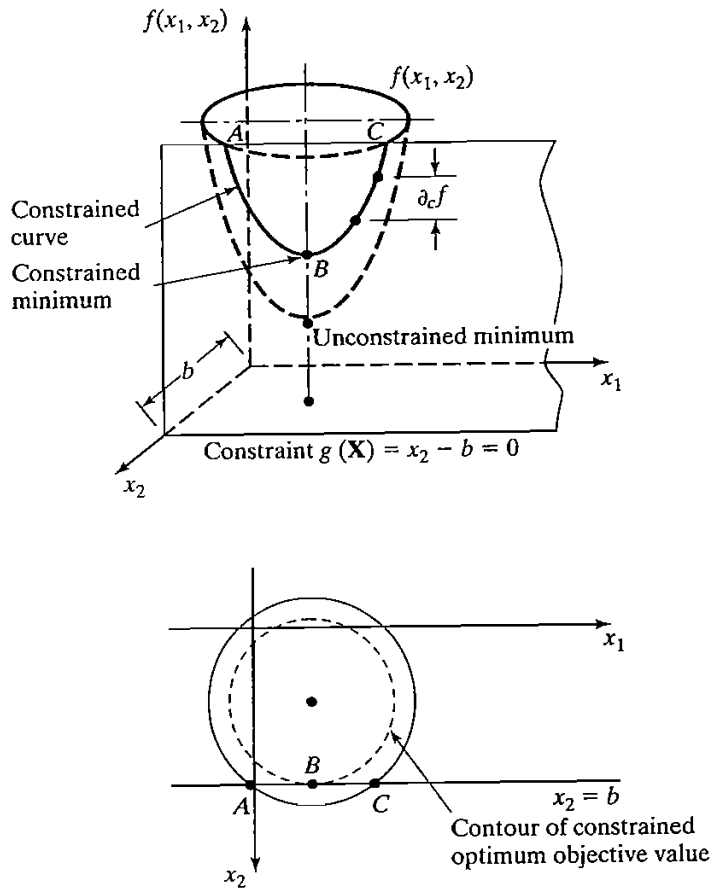 f(x₁, x₂)
f(x₁, x₂)
A
C
∂cf
Constrained
curve
Constrained
minimum
B
Unconstrained minimum
b
x₁
Constraint g (X) = x₂ − b = 0
x₂
x₁
B
A
C
x₂ = b
Contour of constrained
optimum objective value
x₂